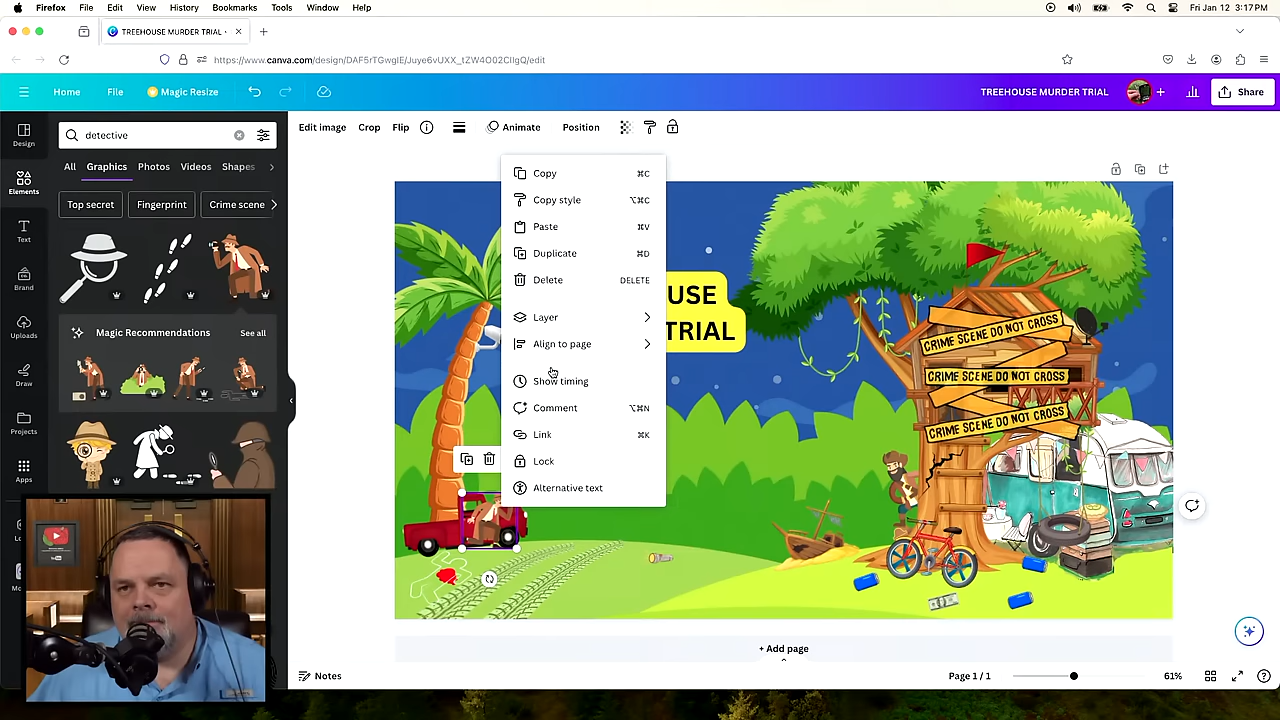 Firefox File Edit View History Bookmarks Tools Window Help
Fri Jan 12 3:17 PM
TREEHOUSE MURDER TRIAL
https://www.canva.com/design/DAF5rTGwgIE/Juye6vUXX_tZW4O02CIlgQ/edit
Home File Magic Resize
TREEHOUSE MURDER TRIAL
Share
Design
Elements
Text
Brand
Uploads
Draw
Projects
Apps
detective
All Graphics Photos Videos Shapes
Top secret Fingerprint Crime scene
Magic Recommendations See all
Edit image Crop Flip Animate Position
Copy ⌘C
Copy style ⌥⌘C
Paste ⌘V
Duplicate ⌘D
Delete DELETE
Layer
Align to page
Show timing
Comment ⌥⌘N
Link ⌘K
Lock
Alternative text
USE
TRIAL
CRIME SCENE DO NOT CROSS
CRIME SCENE DO NOT CROSS
CRIME SCENE DO NOT CROSS
+ Add page
Notes
Page 1 / 1
61%